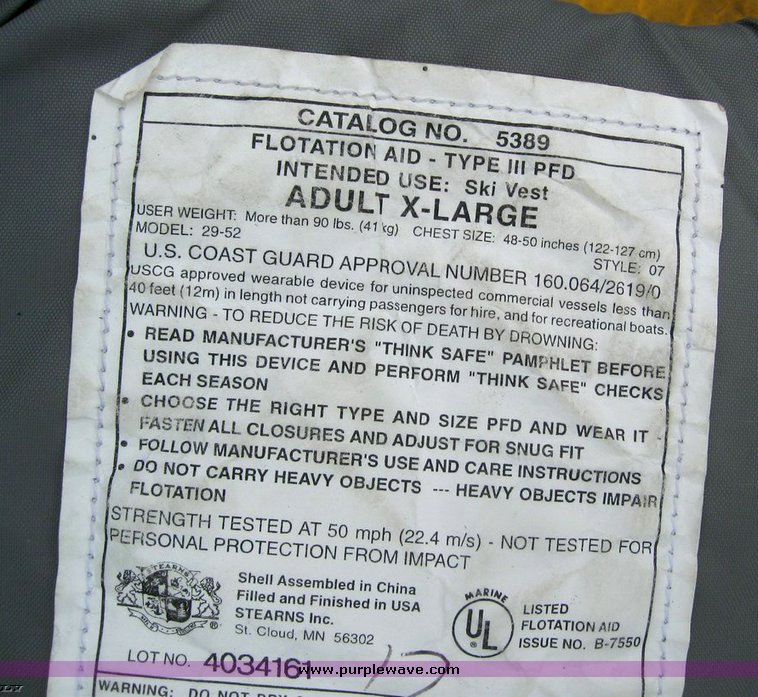 CATALOG NO. 5389
FLOTATION AID - TYPE III PFD
INTENDED USE: Ski Vest
ADULT X-LARGE
USER WEIGHT: More than 90 lbs. (41 kg) CHEST SIZE: 48-50 inches (122-127 cm)
MODEL: 29-52 STYLE: 07
U.S. COAST GUARD APPROVAL NUMBER 160.064/2619/0
USCG approved wearable device for uninspected commercial vessels less than
40 feet (12m) in length not carrying passengers for hire, and for recreational boats.
WARNING - TO REDUCE THE RISK OF DEATH BY DROWNING:
• READ MANUFACTURER'S "THINK SAFE" PAMPHLET BEFORE
USING THIS DEVICE AND PERFORM "THINK SAFE" CHECKS
EACH SEASON
• CHOOSE THE RIGHT TYPE AND SIZE PFD AND WEAR IT -
FASTEN ALL CLOSURES AND ADJUST FOR SNUG FIT
• FOLLOW MANUFACTURER'S USE AND CARE INSTRUCTIONS
• DO NOT CARRY HEAVY OBJECTS --- HEAVY OBJECTS IMPAIR
FLOTATION
STRENGTH TESTED AT 50 mph (22.4 m/s) - NOT TESTED FOR
PERSONAL PROTECTION FROM IMPACT
STEARNS
Shell Assembled in China
Filled and Finished in USA
STEARNS Inc.
St. Cloud, MN 56302
MARINE
UL
LISTED
FLOTATION AID
ISSUE NO. B-7550
LOT NO. 4034161
www.purplewave.com
WARNING: DO NOT DRY